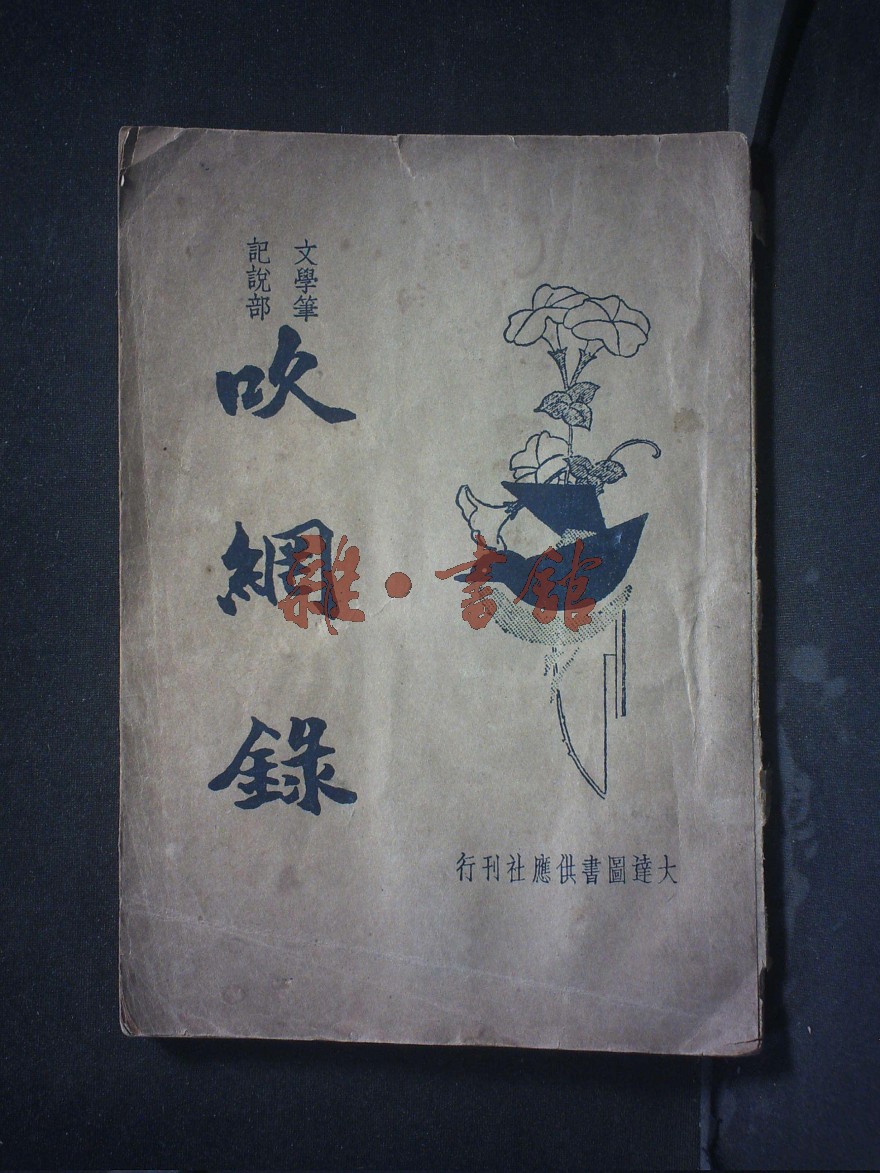 文學筆
記說部
吹網錄
雜·書館
大達圖書供應社刊行